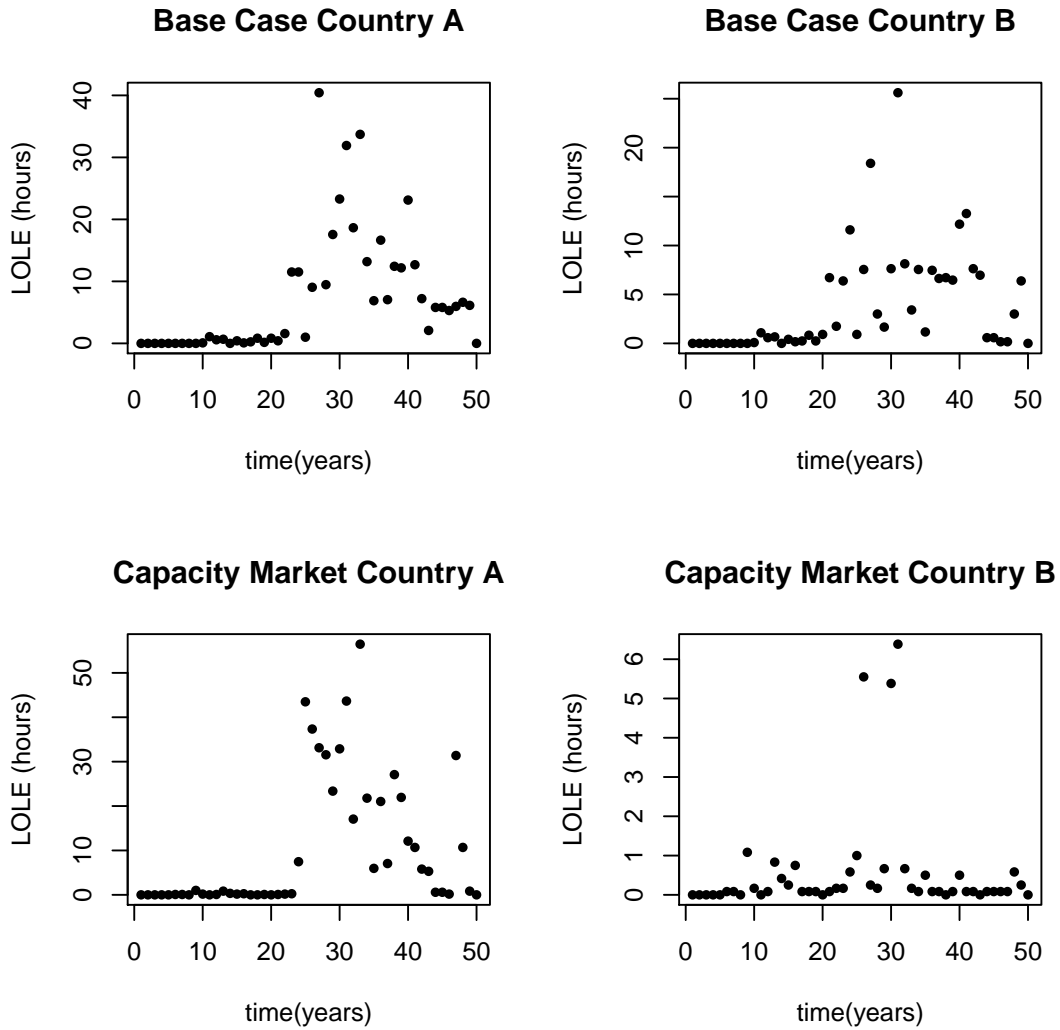 Base Case Country A
LOLE (hours)
0 10 20 30 40
0 10 20 30 40 50
time(years)
Base Case Country B
LOLE (hours)
0 5 10 20
0 10 20 30 40 50
time(years)
Capacity Market Country A
LOLE (hours)
0 10 30 50
0 10 20 30 40 50
time(years)
Capacity Market Country B
LOLE (hours)
0 1 2 3 4 5 6
0 10 20 30 40 50
time(years)